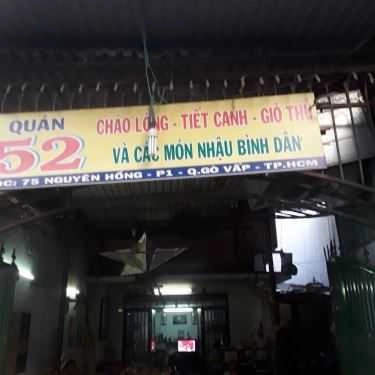 QUÁN
52
CHÁO LÒNG - TIẾT CANH - GIÒ THỦ
VÀ CÁC MÓN NHẬU BÌNH DÂN
ĐC: 75 NGUYÊN HỒNG - P1 - Q.GÒ VẤP - TP.HCM